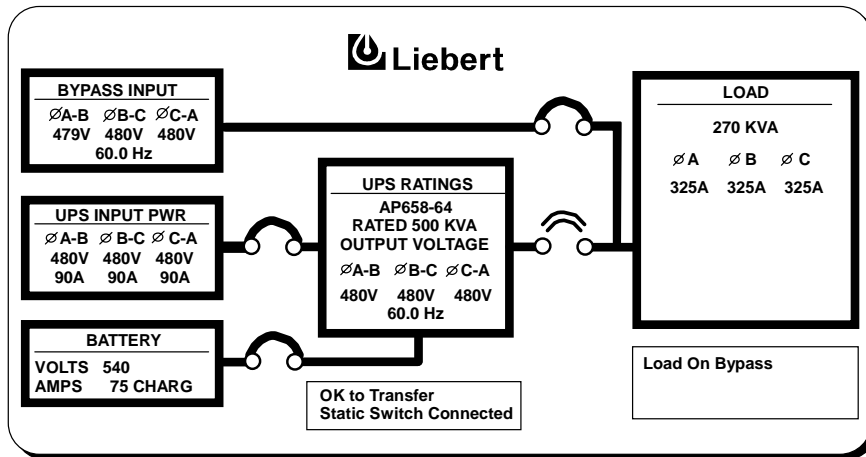 Liebert
BYPASS INPUT
∅A-B ∅B-C ∅C-A
479V 480V 480V
60.0 Hz
LOAD
270 KVA
∅ A ∅ B ∅ C
325A 325A 325A
UPS RATINGS
AP658-64
RATED 500 KVA
OUTPUT VOLTAGE
∅A-B ∅B-C ∅C-A
480V 480V 480V
60.0 Hz
UPS INPUT PWR
∅A-B ∅B-C ∅C-A
480V 480V 480V
90A 90A 90A
BATTERY
VOLTS 540
AMPS 75 CHARG
OK to Transfer
Static Switch Connected
Load On Bypass